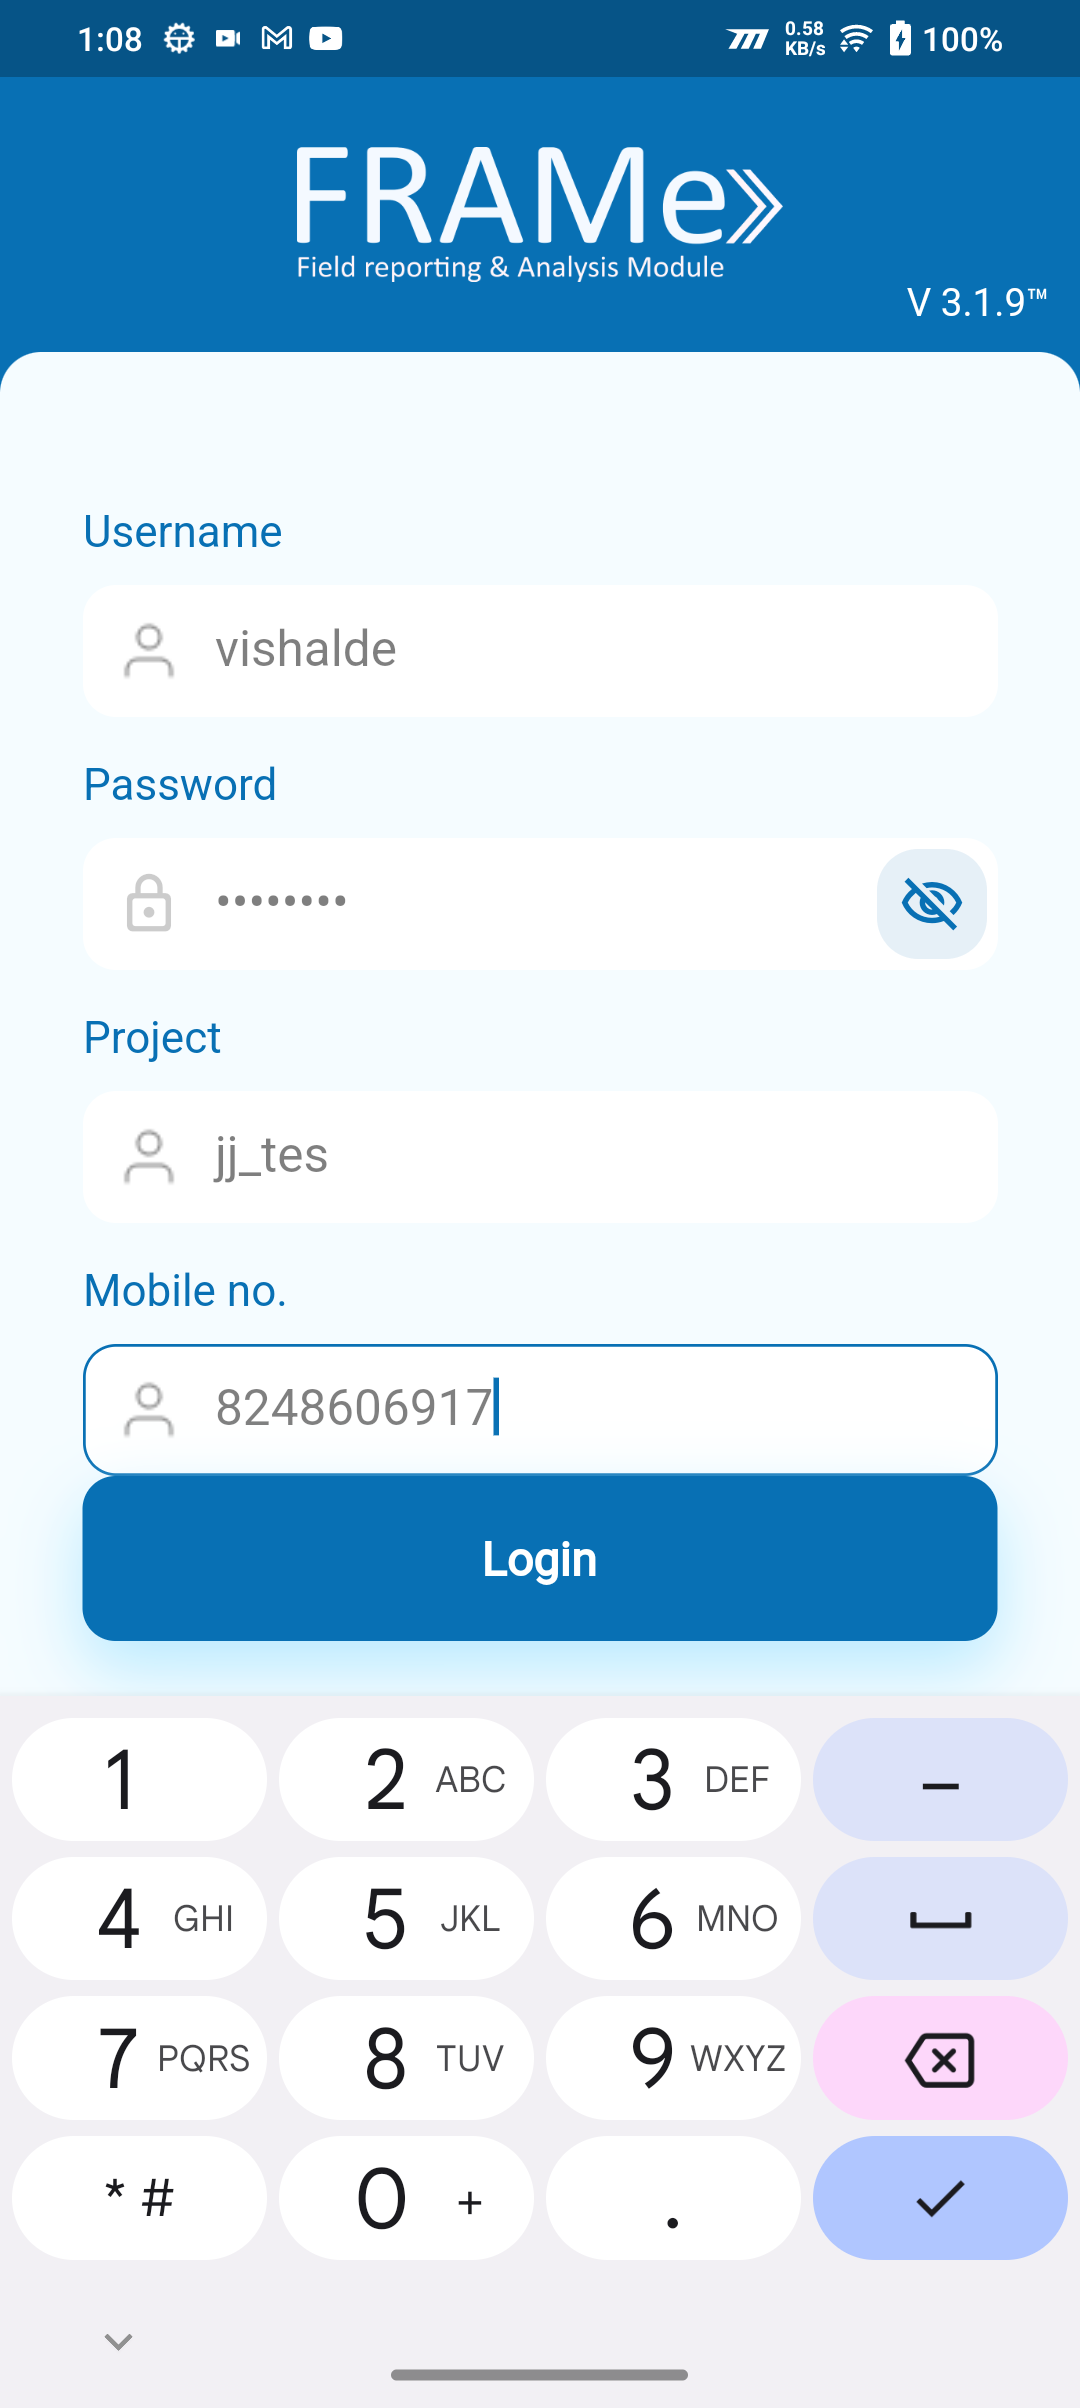 1:08
0.58
KB/s
100%
FRAMe
Field reporting & Analysis Module
V 3.1.9™
Username
vishalde
Password
••••••••
Project
jj_tes
Mobile no.
8248606917
Login
1
2 ABC
3 DEF
–
4 GHI
5 JKL
6 MNO
7 PQRS
8 TUV
9 WXYZ
* #
0 +
.